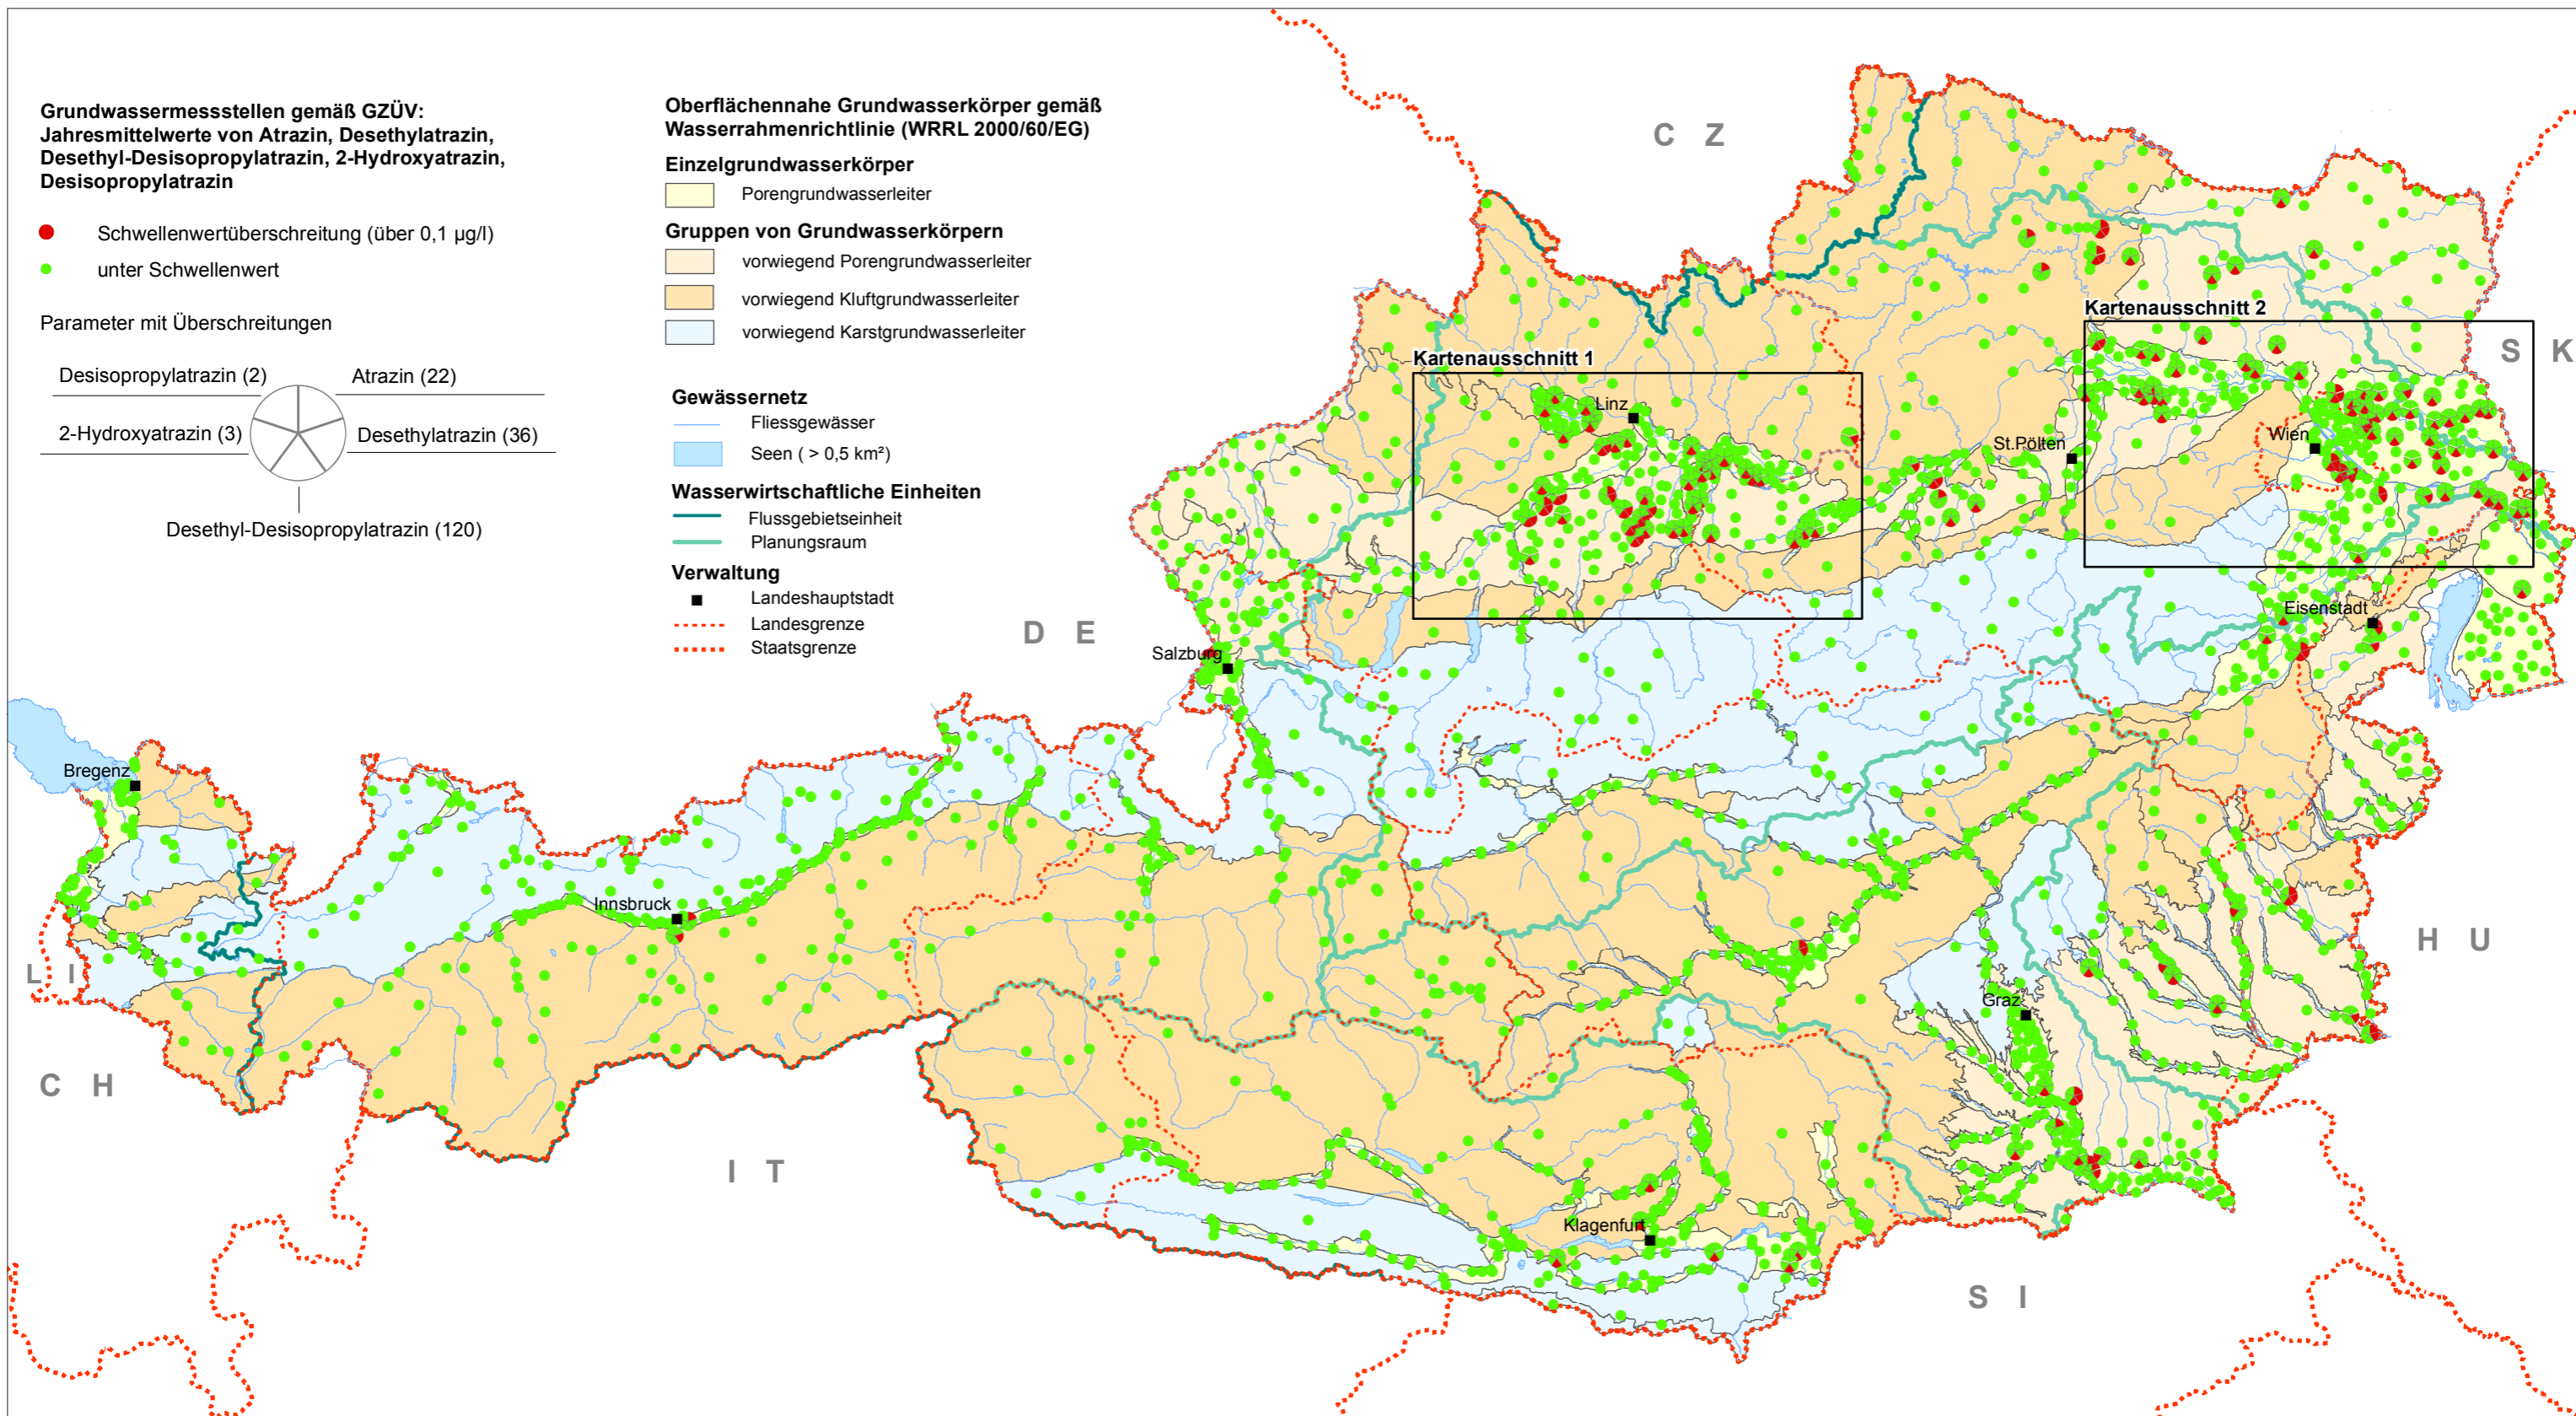 Grundwassermessstellen gemäß GZÜV:
Jahresmittelwerte von Atrazin, Desethylatrazin,
Desethyl-Desisopropylatrazin, 2-Hydroxyatrazin,
Desisopropylatrazin
Schwellenwertüberschreitung (über 0,1 µg/l)
unter Schwellenwert
Parameter mit Überschreitungen
Desisopropylatrazin (2)
Atrazin (22)
2-Hydroxyatrazin (3)
Desethylatrazin (36)
Desethyl-Desisopropylatrazin (120)
Oberflächennahe Grundwasserkörper gemäß
Wasserrahmenrichtlinie (WRRL 2000/60/EG)
Einzelgrundwasserkörper
Porengrundwasserleiter
Gruppen von Grundwasserkörpern
vorwiegend Porengrundwasserleiter
vorwiegend Kluftgrundwasserleiter
vorwiegend Karstgrundwasserleiter
Gewässernetz
Fliessgewässer
Seen ( > 0,5 km²)
Wasserwirtschaftliche Einheiten
Flussgebietseinheit
Planungsraum
Verwaltung
Landeshauptstadt
Landesgrenze
Staatsgrenze
C Z
Kartenausschnitt 2
S K
Kartenausschnitt 1
Linz
Wien
St.Pölten
Eisenstadt
D E
Salzburg
Bregenz
Innsbruck
L I
H U
Graz
C H
I T
Klagenfurt
S I